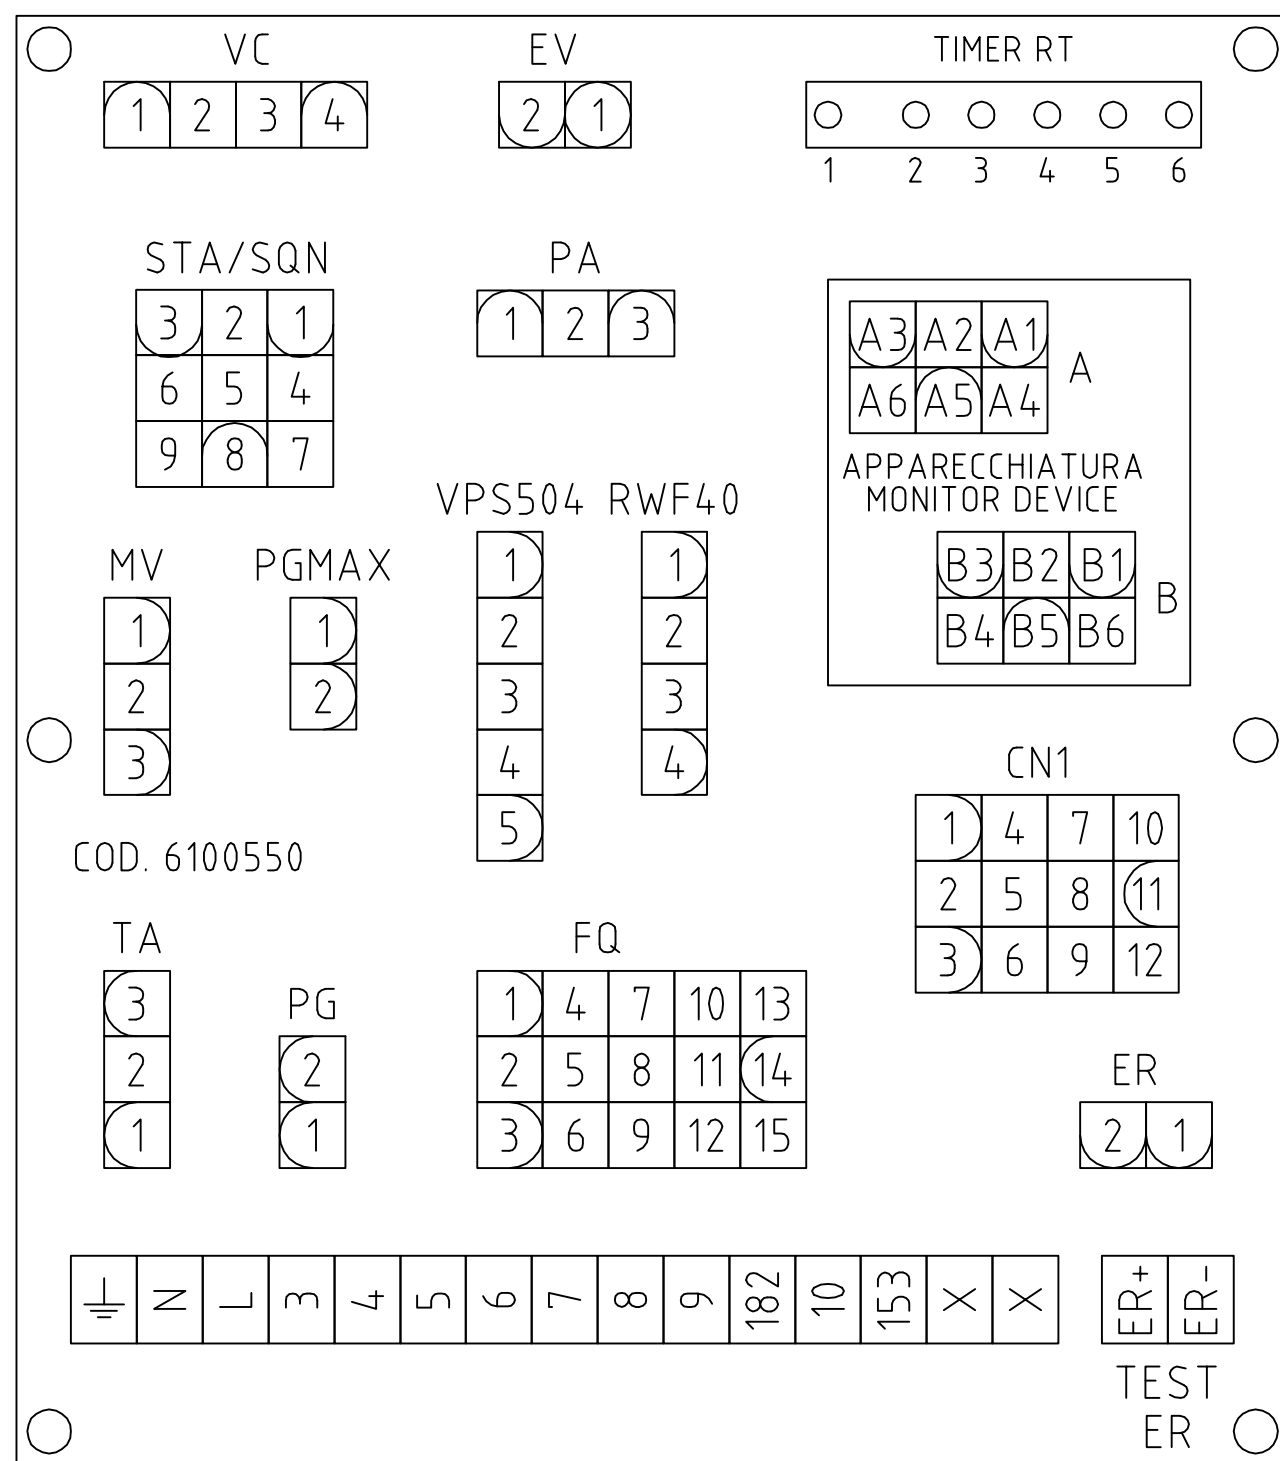 VC
1 2 3 4
EV
2 1
TIMER RT
1 2 3 4 5 6
STA/SQN
3 2 1
6 5 4
9 8 7
PA
1 2 3
A3 A2 A1
A6 A5 A4
A
APPARECCHIATURA
MONITOR DEVICE
B3 B2 B1
B4 B5 B6
B
MV
1
2
3
PGMAX
1
2
VPS504
1
2
3
4
5
RWF40
1
2
3
4
CN1
1 4 7 10
2 5 8 11
3 6 9 12
COD. 6100550
TA
3
2
1
PG
2
1
FQ
1 4 7 10 13
2 5 8 11 14
3 6 9 12 15
ER
2 1
N L 3 4 5 6 7 8 9 182 10 153 X X
ER+ ER-
TEST
ER